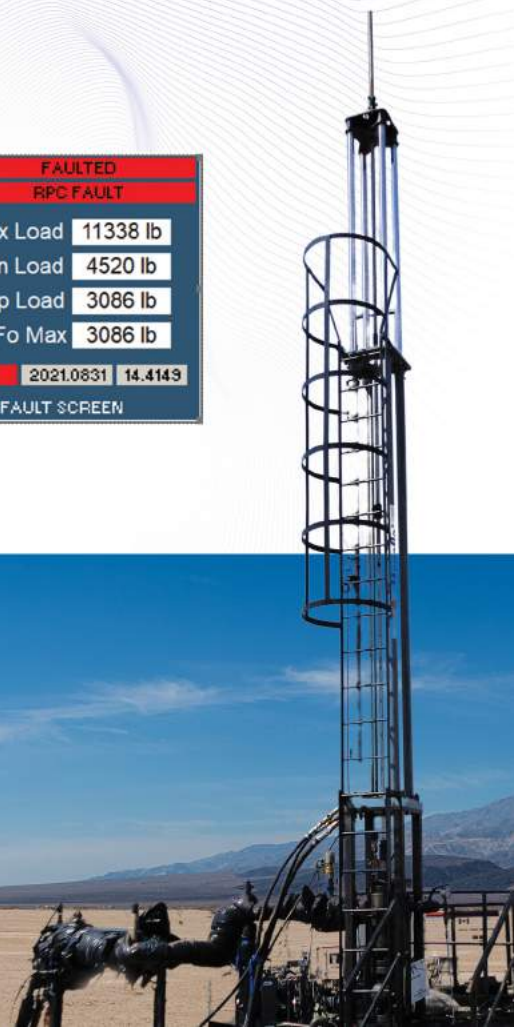 FAULTED
RPC FAULT
x Load 11338 lb
n Load 4520 lb
p Load 3086 lb
Fo Max 3086 lb
2021.0831 14.4149
FAULT SCREEN